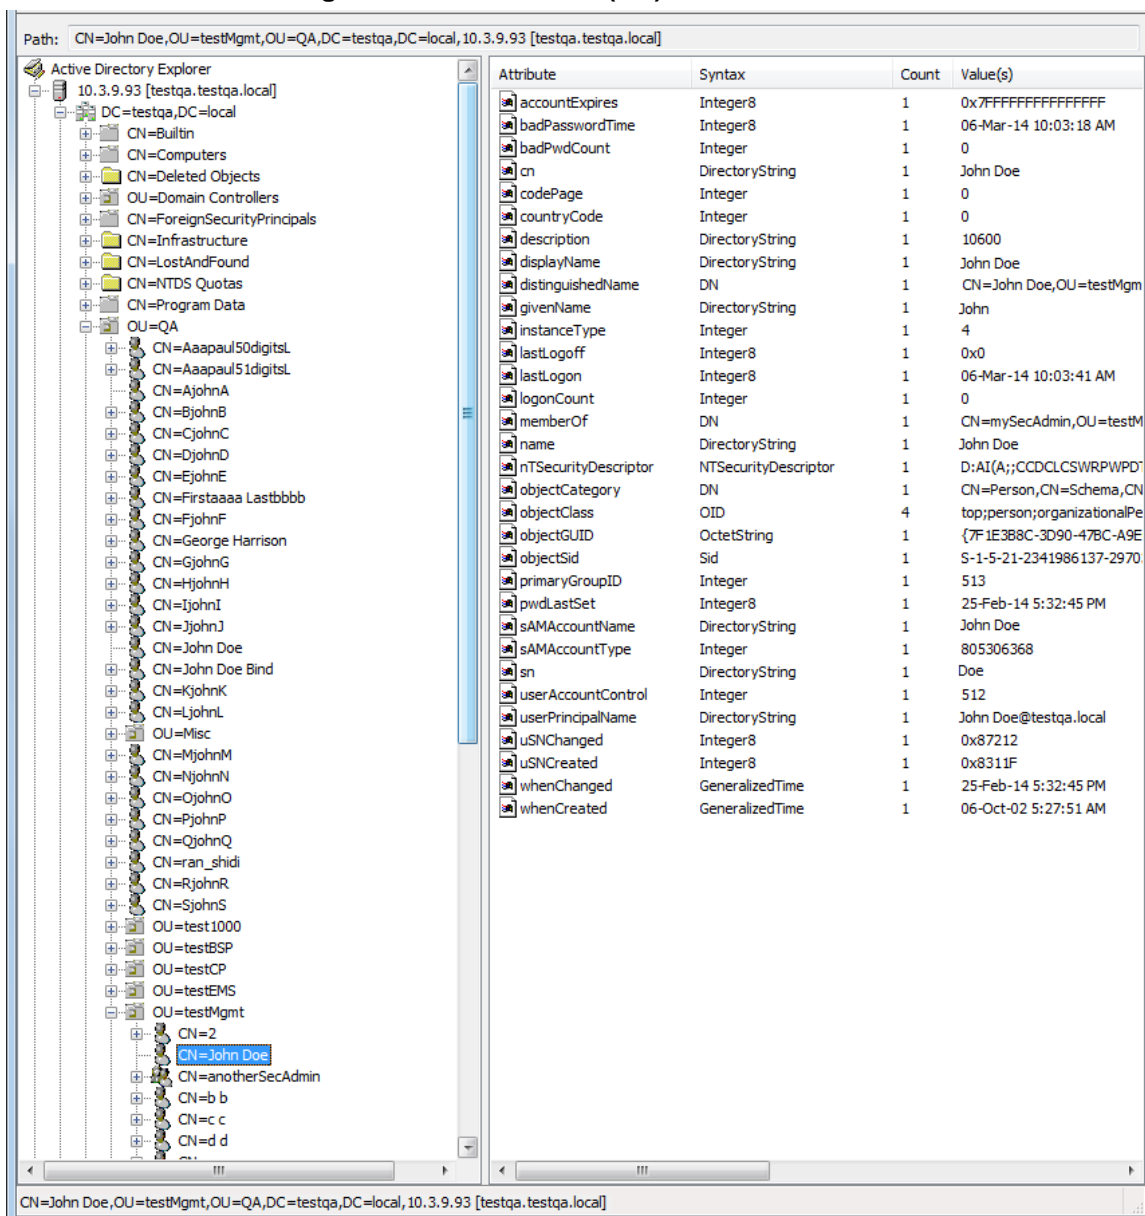 Path: CN=John Doe,OU=testMgmt,OU=QA,DC=testqa,DC=local,10.3.9.93 [testqa.testqa.local]
Active Directory Explorer
10.3.9.93 [testqa.testqa.local]
DC=testqa,DC=local
CN=Builtin
CN=Computers
CN=Deleted Objects
OU=Domain Controllers
CN=ForeignSecurityPrincipals
CN=Infrastructure
CN=LostAndFound
CN=NTDS Quotas
CN=Program Data
OU=QA
CN=Aaapaul50digitsL
CN=Aaapaul51digitsL
CN=AjohnA
CN=BjohnB
CN=CjohnC
CN=DjohnD
CN=EjohnE
CN=Firstaaaa Lastbbbb
CN=FjohnF
CN=George Harrison
CN=GjohnG
CN=HjohnH
CN=IjohnI
CN=JjohnJ
CN=John Doe
CN=John Doe Bind
CN=KjohnK
CN=LjohnL
OU=Misc
CN=MjohnM
CN=NjohnN
CN=OjohnO
CN=PjohnP
CN=QjohnQ
CN=ran_shidi
CN=RjohnR
CN=SjohnS
OU=test1000
OU=testBSP
OU=testCP
OU=testEMS
OU=testMgmt
CN=2
CN=John Doe
CN=anotherSecAdmin
CN=b b
CN=c c
CN=d d
Attribute Syntax Count Value(s)
accountExpires Integer8 1 0x7FFFFFFFFFFFFFFF
badPasswordTime Integer8 1 06-Mar-14 10:03:18 AM
badPwdCount Integer 1 0
cn DirectoryString 1 John Doe
codePage Integer 1 0
countryCode Integer 1 0
description DirectoryString 1 10600
displayName DirectoryString 1 John Doe
distinguishedName DN 1 CN=John Doe,OU=testMgm
givenName DirectoryString 1 John
instanceType Integer 1 4
lastLogoff Integer8 1 0x0
lastLogon Integer8 1 06-Mar-14 10:03:41 AM
logonCount Integer 1 0
memberOf DN 1 CN=mySecAdmin,OU=testM
name DirectoryString 1 John Doe
nTSecurityDescriptor NTSecurityDescriptor 1 D:AI(A;;CCDCLCSWRPWPDT
objectCategory DN 1 CN=Person,CN=Schema,CN
objectClass OID 4 top;person;organizationalPe
objectGUID OctetString 1 {7F1E3B8C-3D90-47BC-A9E
objectSid Sid 1 S-1-5-21-2341986137-2970
primaryGroupID Integer 1 513
pwdLastSet Integer8 1 25-Feb-14 5:32:45 PM
sAMAccountName DirectoryString 1 John Doe
sAMAccountType Integer 1 805306368
sn DirectoryString 1 Doe
userAccountControl Integer 1 512
userPrincipalName DirectoryString 1 John Doe@testqa.local
uSNChanged Integer8 1 0x87212
uSNCreated Integer8 1 0x8311F
whenChanged GeneralizedTime 1 25-Feb-14 5:32:45 PM
whenCreated GeneralizedTime 1 06-Oct-02 5:27:51 AM
CN=John Doe,OU=testMgmt,OU=QA,DC=testqa,DC=local,10.3.9.93 [testqa.testqa.local]